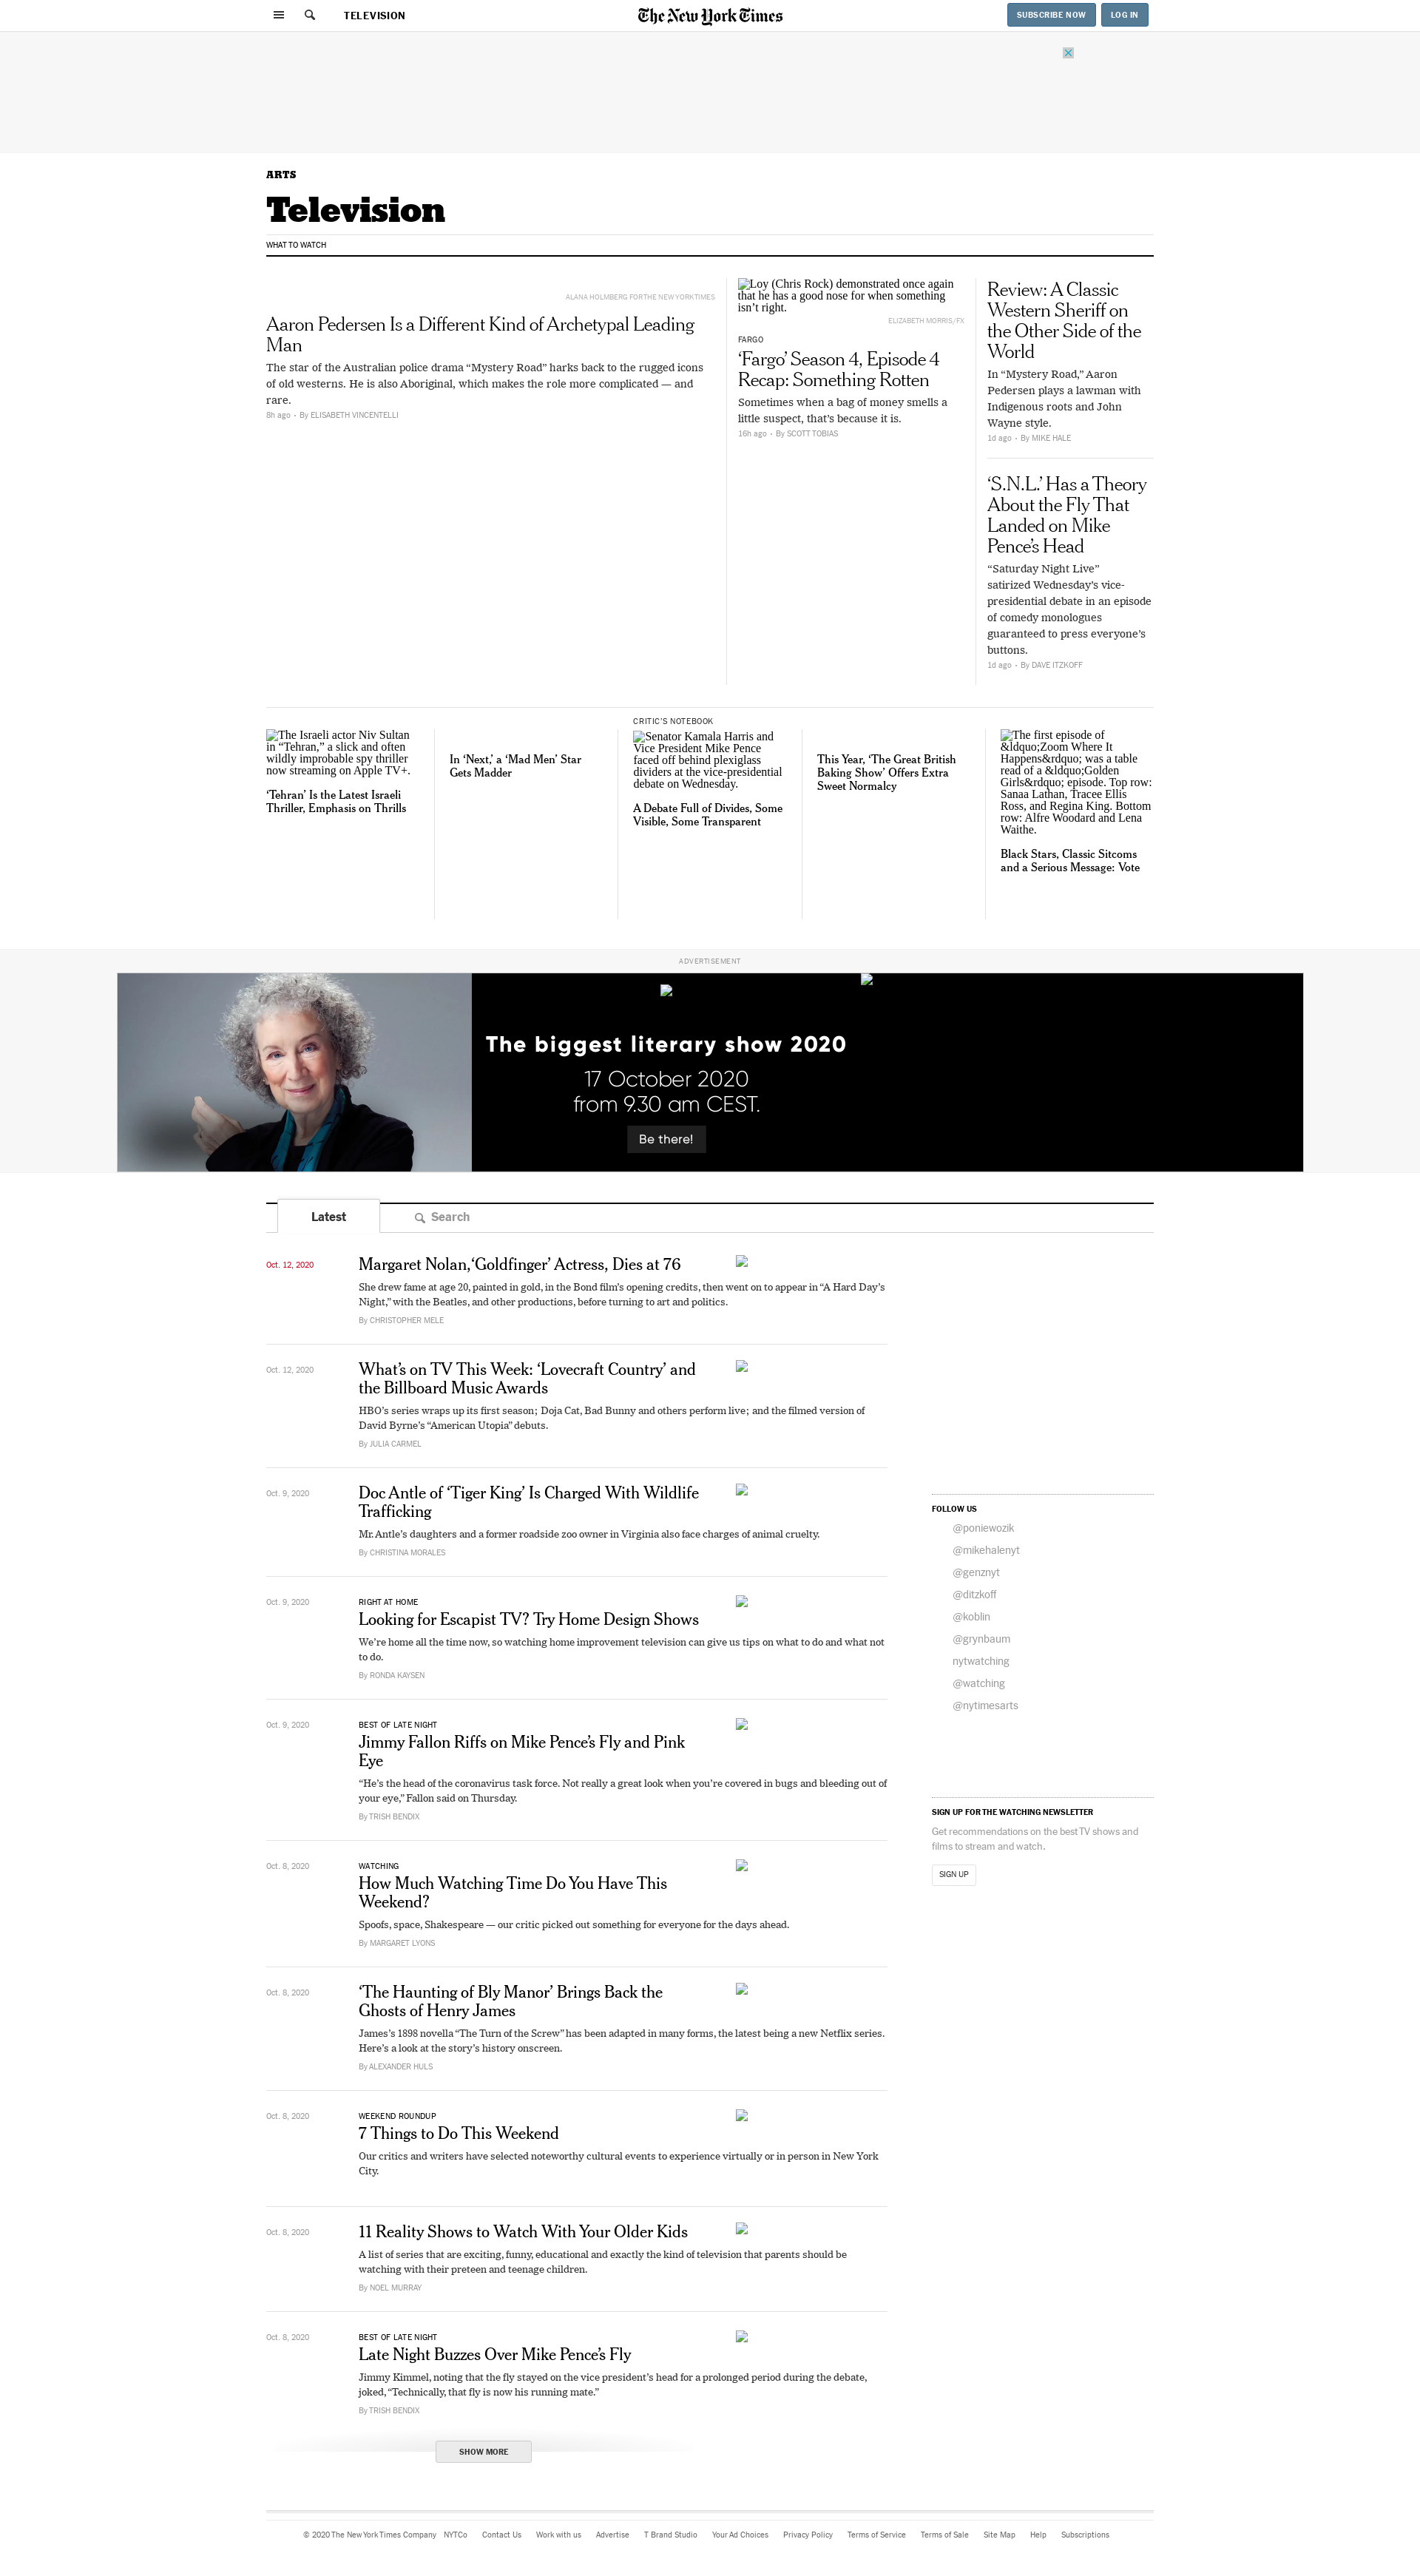 TELEVISION
The New York Times
SUBSCRIBE NOW
LOG IN
ARTS
Television
WHAT TO WATCH
ALANA HOLMBERG FOR THE NEW YORK TIMES
Aaron Pedersen Is a Different Kind of Archetypal Leading
Man
The star of the Australian police drama “Mystery Road” harks back to the rugged icons
of old westerns. He is also Aboriginal, which makes the role more complicated — and
rare.
8h ago • By ELISABETH VINCENTELLI
Loy (Chris Rock) demonstrated once again
that he has a good nose for when something
isn’t right.
ELIZABETH MORRIS/FX
FARGO
‘Fargo’ Season 4, Episode 4
Recap: Something Rotten
Sometimes when a bag of money smells a
little suspect, that’s because it is.
16h ago • By SCOTT TOBIAS
Review: A Classic
Western Sheriff on
the Other Side of the
World
In “Mystery Road,” Aaron
Pedersen plays a lawman with
Indigenous roots and John
Wayne style.
1d ago • By MIKE HALE
‘S.N.L.’ Has a Theory
About the Fly That
Landed on Mike
Pence’s Head
“Saturday Night Live”
satirized Wednesday’s vice-
presidential debate in an episode
of comedy monologues
guaranteed to press everyone’s
buttons.
1d ago • By DAVE ITZKOFF
The Israeli actor Niv Sultan
in “Tehran,” a slick and often
wildly improbable spy thriller
now streaming on Apple TV+.
‘Tehran’ Is the Latest Israeli
Thriller, Emphasis on Thrills
In ‘Next,’ a ‘Mad Men’ Star
Gets Madder
CRITIC’S NOTEBOOK
Senator Kamala Harris and
Vice President Mike Pence
faced off behind plexiglass
dividers at the vice-presidential
debate on Wednesday.
A Debate Full of Divides, Some
Visible, Some Transparent
This Year, ‘The Great British
Baking Show’ Offers Extra
Sweet Normalcy
The first episode of
&ldquo;Zoom Where It
Happens&rdquo; was a table
read of a &ldquo;Golden
Girls&rdquo; episode. Top row:
Sanaa Lathan, Tracee Ellis
Ross, and Regina King. Bottom
row: Alfre Woodard and Lena
Waithe.
Black Stars, Classic Sitcoms
and a Serious Message: Vote
ADVERTISEMENT
The biggest literary show 2020
17 October 2020
from 9.30 am CEST.
Be there!
Latest
Search
Oct. 12, 2020
Margaret Nolan, ‘Goldfinger’ Actress, Dies at 76
She drew fame at age 20, painted in gold, in the Bond film’s opening credits, then went on to appear in “A Hard Day’s
Night,” with the Beatles, and other productions, before turning to art and politics.
By CHRISTOPHER MELE
Oct. 12, 2020
What’s on TV This Week: ‘Lovecraft Country’ and
the Billboard Music Awards
HBO’s series wraps up its first season; Doja Cat, Bad Bunny and others perform live; and the filmed version of
David Byrne’s “American Utopia” debuts.
By JULIA CARMEL
Oct. 9, 2020
Doc Antle of ‘Tiger King’ Is Charged With Wildlife
Trafficking
Mr. Antle’s daughters and a former roadside zoo owner in Virginia also face charges of animal cruelty.
By CHRISTINA MORALES
Oct. 9, 2020
RIGHT AT HOME
Looking for Escapist TV? Try Home Design Shows
We’re home all the time now, so watching home improvement television can give us tips on what to do and what not
to do.
By RONDA KAYSEN
Oct. 9, 2020
BEST OF LATE NIGHT
Jimmy Fallon Riffs on Mike Pence’s Fly and Pink
Eye
“He’s the head of the coronavirus task force. Not really a great look when you’re covered in bugs and bleeding out of
your eye,” Fallon said on Thursday.
By TRISH BENDIX
Oct. 8, 2020
WATCHING
How Much Watching Time Do You Have This
Weekend?
Spoofs, space, Shakespeare — our critic picked out something for everyone for the days ahead.
By MARGARET LYONS
Oct. 8, 2020
‘The Haunting of Bly Manor’ Brings Back the
Ghosts of Henry James
James’s 1898 novella “The Turn of the Screw” has been adapted in many forms, the latest being a new Netflix series.
Here’s a look at the story’s history onscreen.
By ALEXANDER HULS
Oct. 8, 2020
WEEKEND ROUNDUP
7 Things to Do This Weekend
Our critics and writers have selected noteworthy cultural events to experience virtually or in person in New York
City.
Oct. 8, 2020
11 Reality Shows to Watch With Your Older Kids
A list of series that are exciting, funny, educational and exactly the kind of television that parents should be
watching with their preteen and teenage children.
By NOEL MURRAY
Oct. 8, 2020
BEST OF LATE NIGHT
Late Night Buzzes Over Mike Pence’s Fly
Jimmy Kimmel, noting that the fly stayed on the vice president’s head for a prolonged period during the debate,
joked, “Technically, that fly is now his running mate.”
By TRISH BENDIX
SHOW MORE
FOLLOW US
@poniewozik
@mikehalenyt
@genznyt
@ditzkoff
@koblin
@grynbaum
nytwatching
@watching
@nytimesarts
SIGN UP FOR THE WATCHING NEWSLETTER
Get recommendations on the best TV shows and
films to stream and watch.
SIGN UP
© 2020 The New York Times Company NYTCo Contact Us Work with us Advertise T Brand Studio Your Ad Choices Privacy Policy Terms of Service Terms of Sale Site Map Help Subscriptions